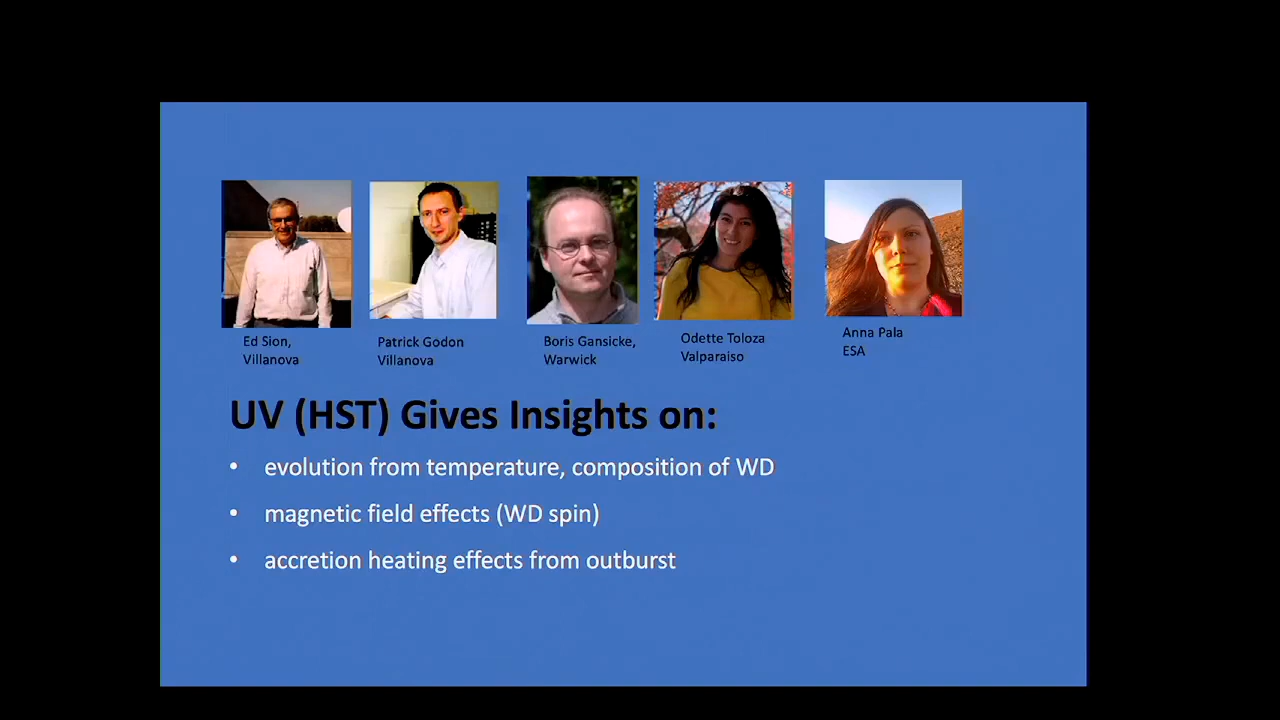 Ed Sion,
Villanova
Patrick Godon
Villanova
Boris Gansicke,
Warwick
Odette Toloza
Valparaiso
Anna Pala
ESA
UV (HST) Gives Insights on:
• evolution from temperature, composition of WD
• magnetic field effects (WD spin)
• accretion heating effects from outburst